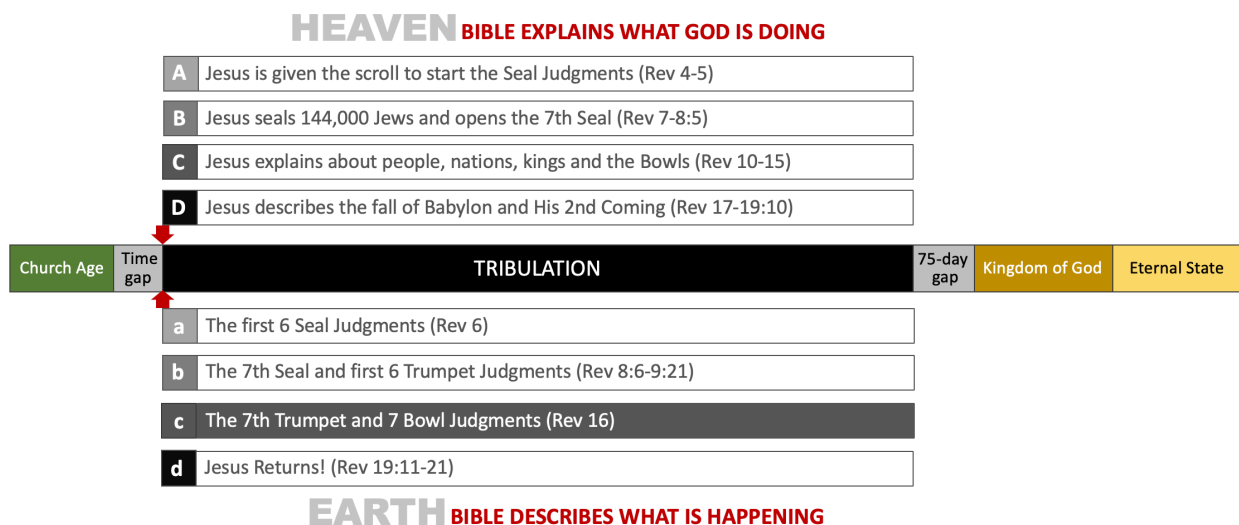 HEAVEN BIBLE EXPLAINS WHAT GOD IS DOING
A Jesus is given the scroll to start the Seal Judgments (Rev 4-5)
B Jesus seals 144,000 Jews and opens the 7th Seal (Rev 7-8:5)
C Jesus explains about people, nations, kings and the Bowls (Rev 10-15)
D Jesus describes the fall of Babylon and His 2nd Coming (Rev 17-19:10)
Church Age
Time
gap
TRIBULATION
75-day
gap
Kingdom of God
Eternal State
a The first 6 Seal Judgments (Rev 6)
b The 7th Seal and first 6 Trumpet Judgments (Rev 8:6-9:21)
c The 7th Trumpet and 7 Bowl Judgments (Rev 16)
d Jesus Returns! (Rev 19:11-21)
EARTH BIBLE DESCRIBES WHAT IS HAPPENING